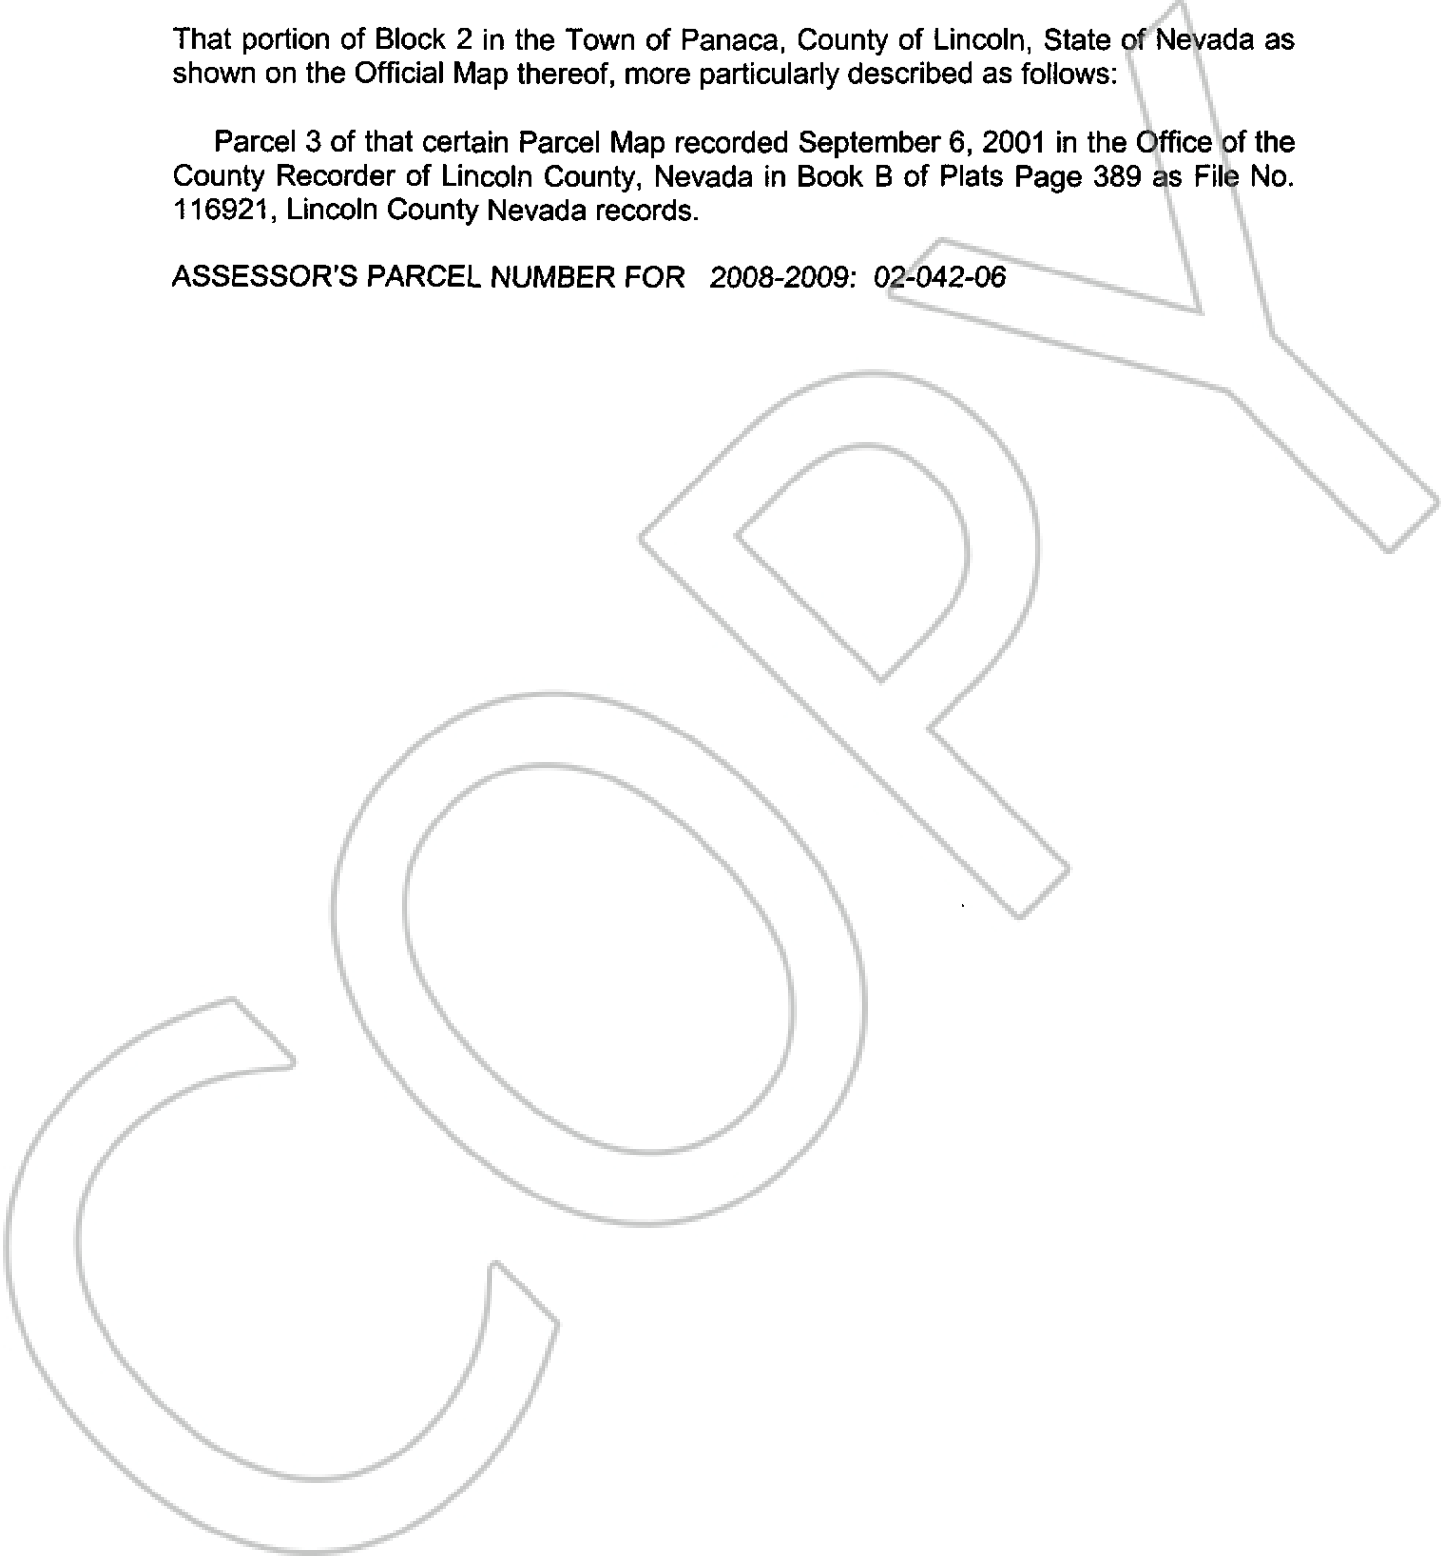 That portion of Block 2 in the Town of Panaca, County of Lincoln, State of Nevada as
shown on the Official Map thereof, more particularly described as follows:
Parcel 3 of that certain Parcel Map recorded September 6, 2001 in the Office of the
County Recorder of Lincoln County, Nevada in Book B of Plats Page 389 as File No.
116921, Lincoln County Nevada records.
ASSESSOR'S PARCEL NUMBER FOR 2008-2009: 02-042-06
COPY